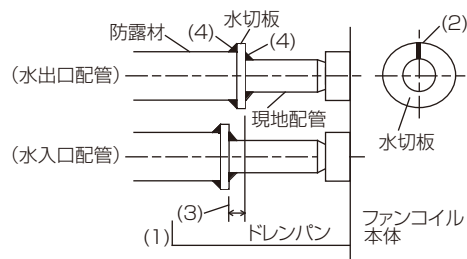 水切板
防露材
(4)
(4)
(2)
(水出口配管)
現地配管
水切板
(水入口配管)
(3)
(1)
ドレンパン
ファンコイル
本体